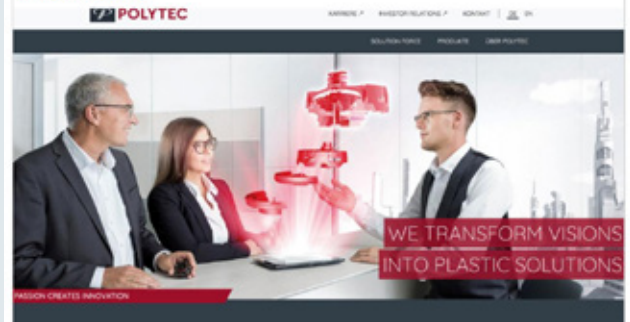 POLYTEC
KARRIERE ↗ INVESTOR RELATIONS ↗ KONTAKT ↗ | DE EN
SOLUTION FORCE PRODUKTE ÜBER POLYTEC
WE TRANSFORM VISIONS
INTO PLASTIC SOLUTIONS
PASSION CREATES INNOVATION